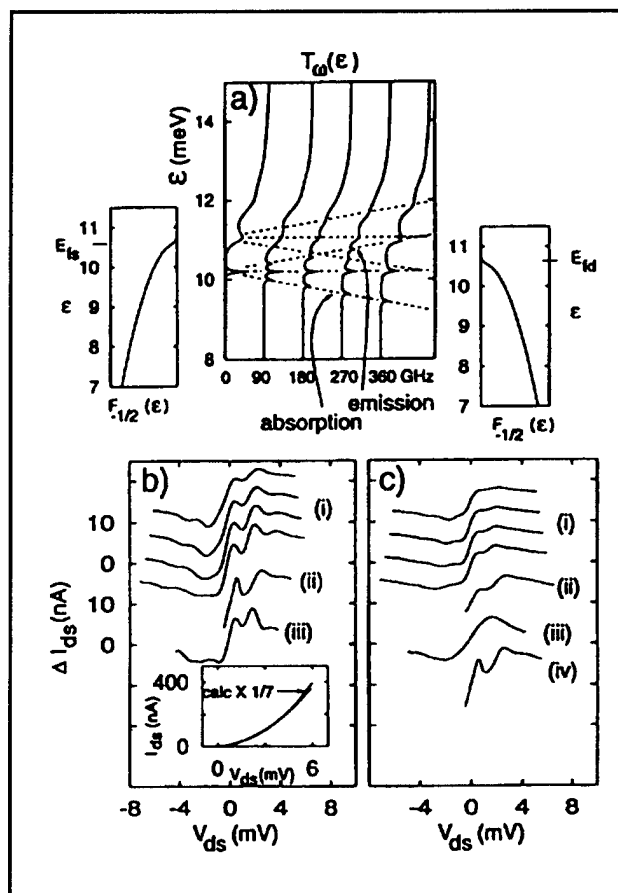 T_ω(ε)
a)
ε (meV)
14
12
10
8
0 90 180 270 360 GHz
absorption
emission
11
E_fs
10
ε
9
8
7
F_-1/2 (ε)
11
E_fd
10
ε
9
8
7
F_-1/2 (ε)
b)
(i)
(ii)
(iii)
10
0
10
0
Δ I_ds (nA)
400
I_ds (nA)
calc X 1/7
0
0 V_ds (mV) 6
-8 -4 0 4
V_ds (mV)
c)
(i)
(ii)
(iii)
(iv)
-4 0 4 8
V_ds (mV)